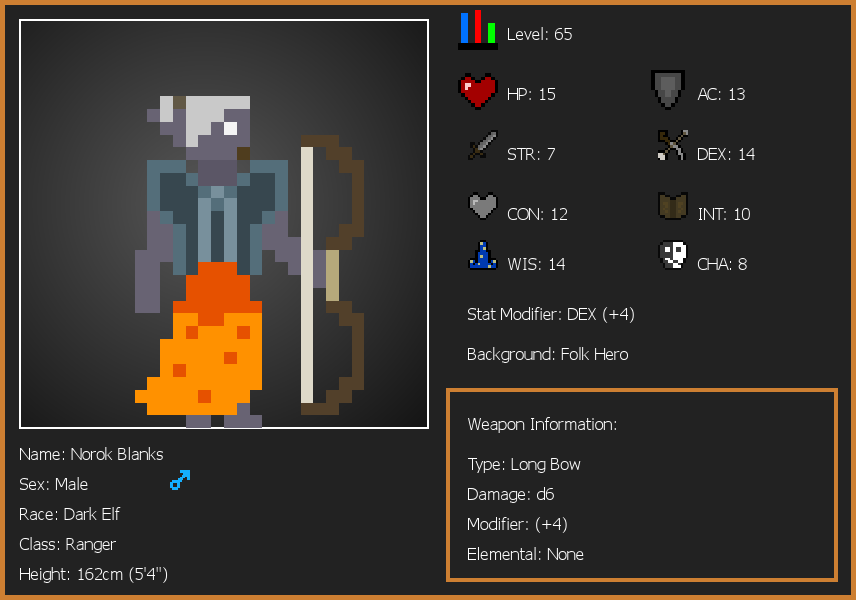 Level: 65
HP: 15
AC: 13
STR: 7
DEX: 14
CON: 12
INT: 10
WIS: 14
CHA: 8
Stat Modifier: DEX (+4)
Background: Folk Hero
Weapon Information:
Type: Long Bow
Damage: d6
Modifier: (+4)
Elemental: None
Name: Norok Blanks
Sex: Male
Race: Dark Elf
Class: Ranger
Height: 162cm (5'4")